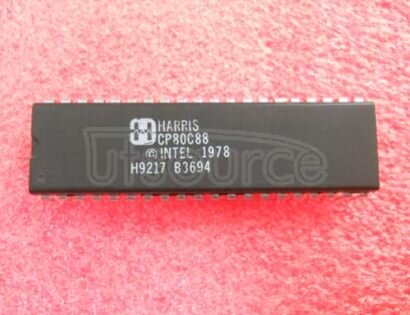 HARRIS
CP80C88
© INTEL 1978
H9217 B3694
Utsource